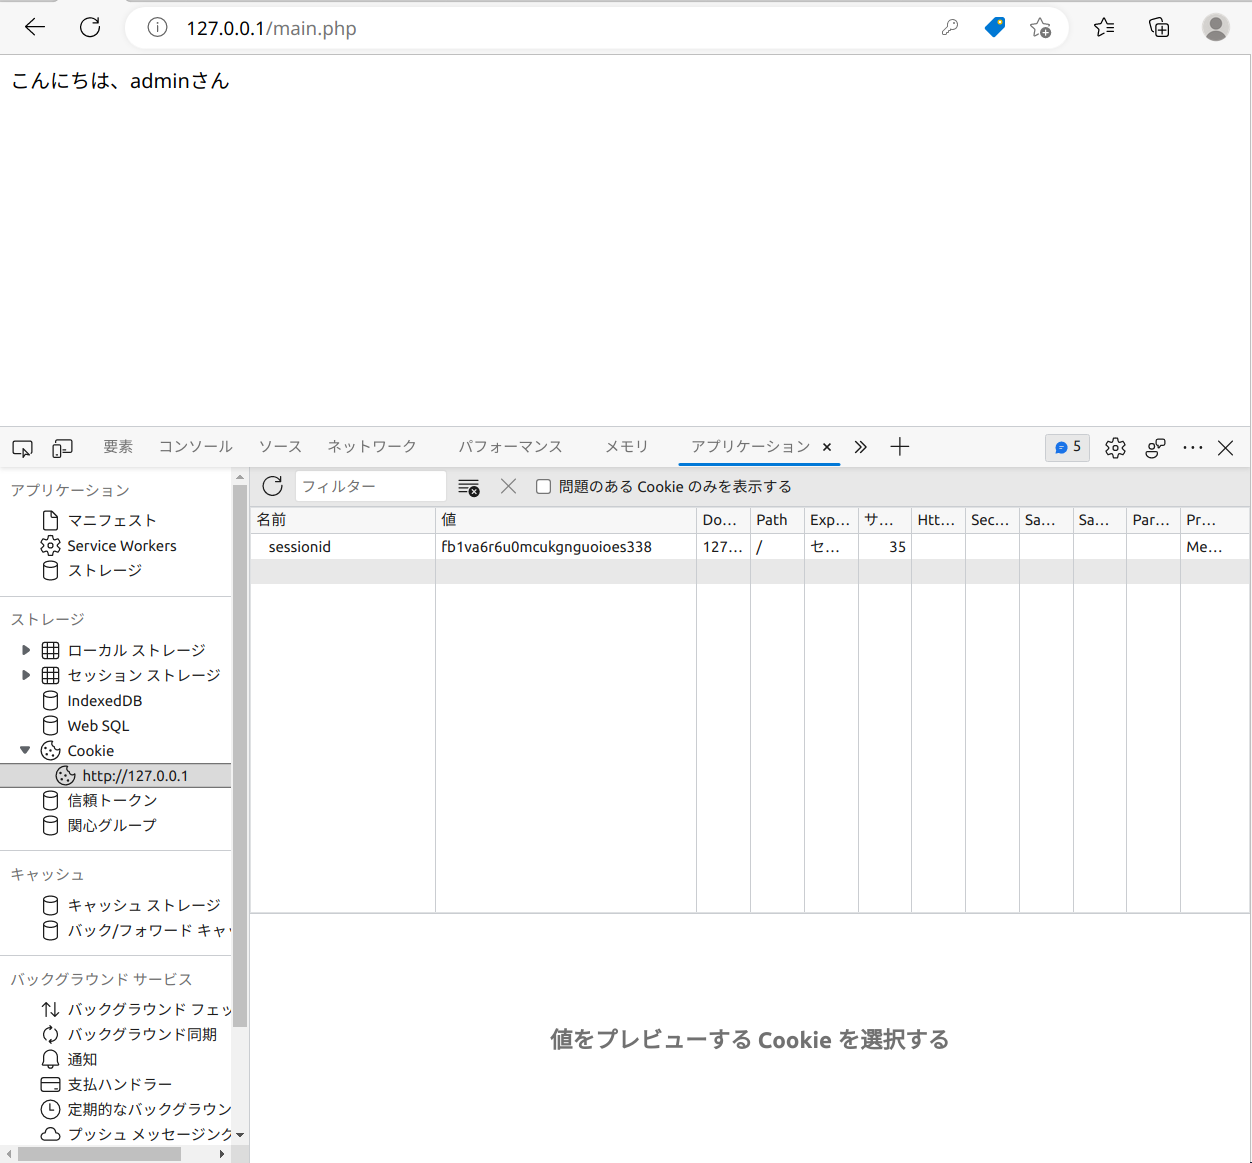 127.0.0.1/main.php
こんにちは、adminさん
要素 コンソール ソース ネットワーク パフォーマンス メモリ アプリケーション 5
アプリケーション
マニフェスト
Service Workers
ストレージ
ストレージ
ローカル ストレージ
セッション ストレージ
IndexedDB
Web SQL
Cookie
http://127.0.0.1
信頼トークン
関心グループ
キャッシュ
キャッシュ ストレージ
バック/フォワード キャッ
バックグラウンド サービス
バックグラウンド フェッ
バックグラウンド同期
通知
支払ハンドラー
定期的なバックグラウン
プッシュ メッセージング
フィルター 問題のある Cookie のみを表示する
名前 値 Do... Path Exp... サ... Htt... Sec... Sa... Sa... Par... Pr...
sessionid fb1va6r6u0mcukgnguoioes338 127... / セ... 35 Me...
値をプレビューする Cookie を選択する